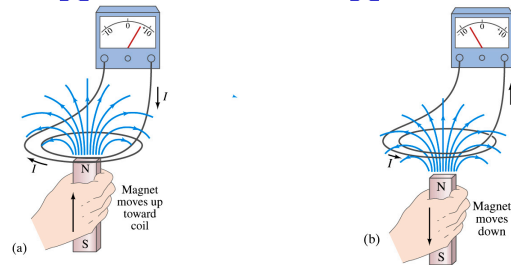 -10 0 +10
I
I
N
Magnet
moves up
toward
coil
S
(a)
-10 0 +10
I
N
Magnet
moves
down
S
(b)